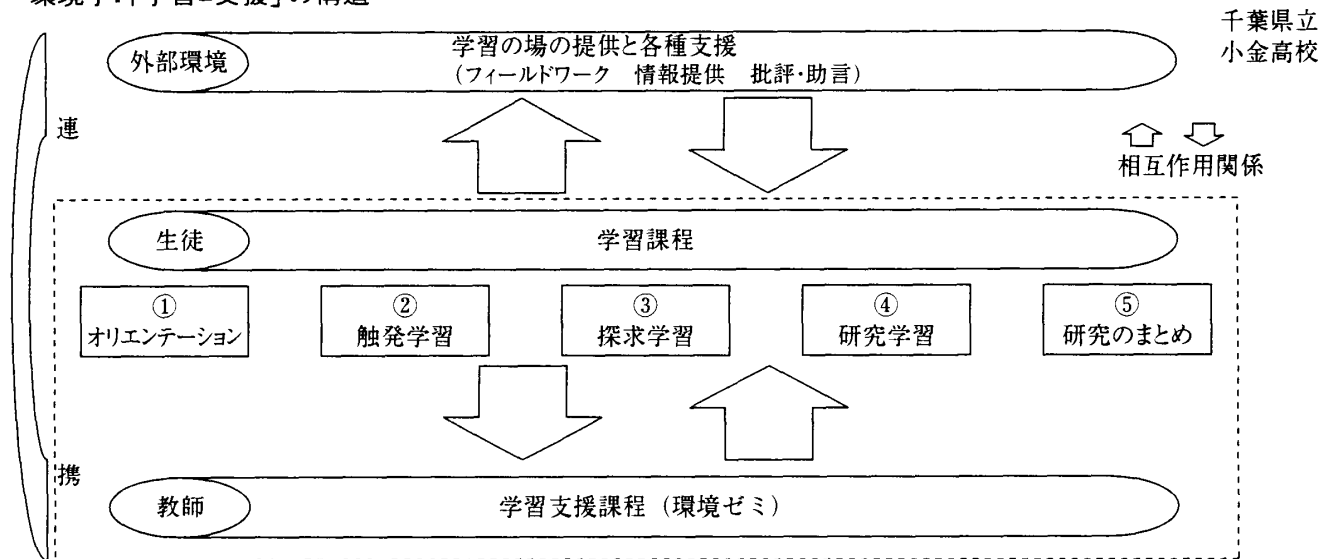 千葉県立
小金高校
外部環境
学習の場の提供と各種支援
(フィールドワーク 情報提供 批評・助言)
連
相互作用関係
生徒
学習課程
①
オリエンテーション
②
触発学習
③
探求学習
④
研究学習
⑤
研究のまとめ
携
教師
学習支援課程(環境ゼミ)